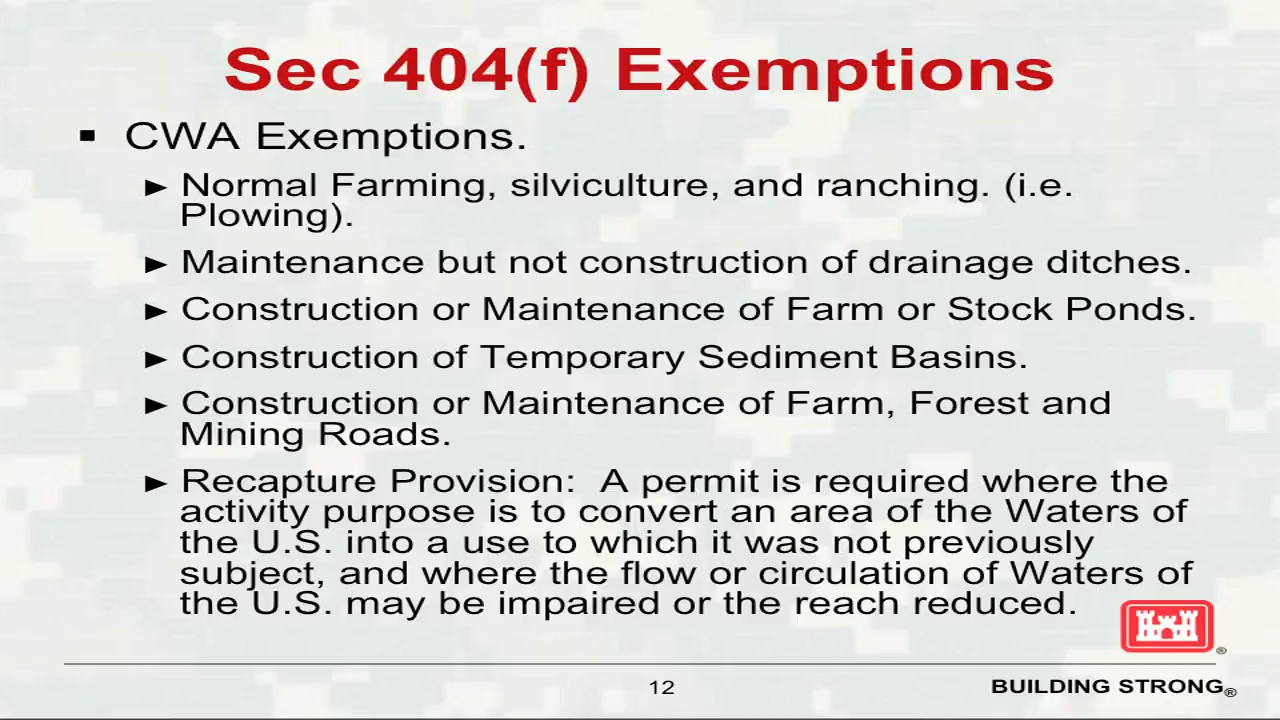 Sec 404(f) Exemptions
▪ CWA Exemptions.
► Normal Farming, silviculture, and ranching. (i.e.
Plowing).
► Maintenance but not construction of drainage ditches.
► Construction or Maintenance of Farm or Stock Ponds.
► Construction of Temporary Sediment Basins.
► Construction or Maintenance of Farm, Forest and
Mining Roads.
► Recapture Provision:  A permit is required where the
activity purpose is to convert an area of the Waters of
the U.S. into a use to which it was not previously
subject, and where the flow or circulation of Waters of
the U.S. may be impaired or the reach reduced.
®
12
BUILDING STRONG®